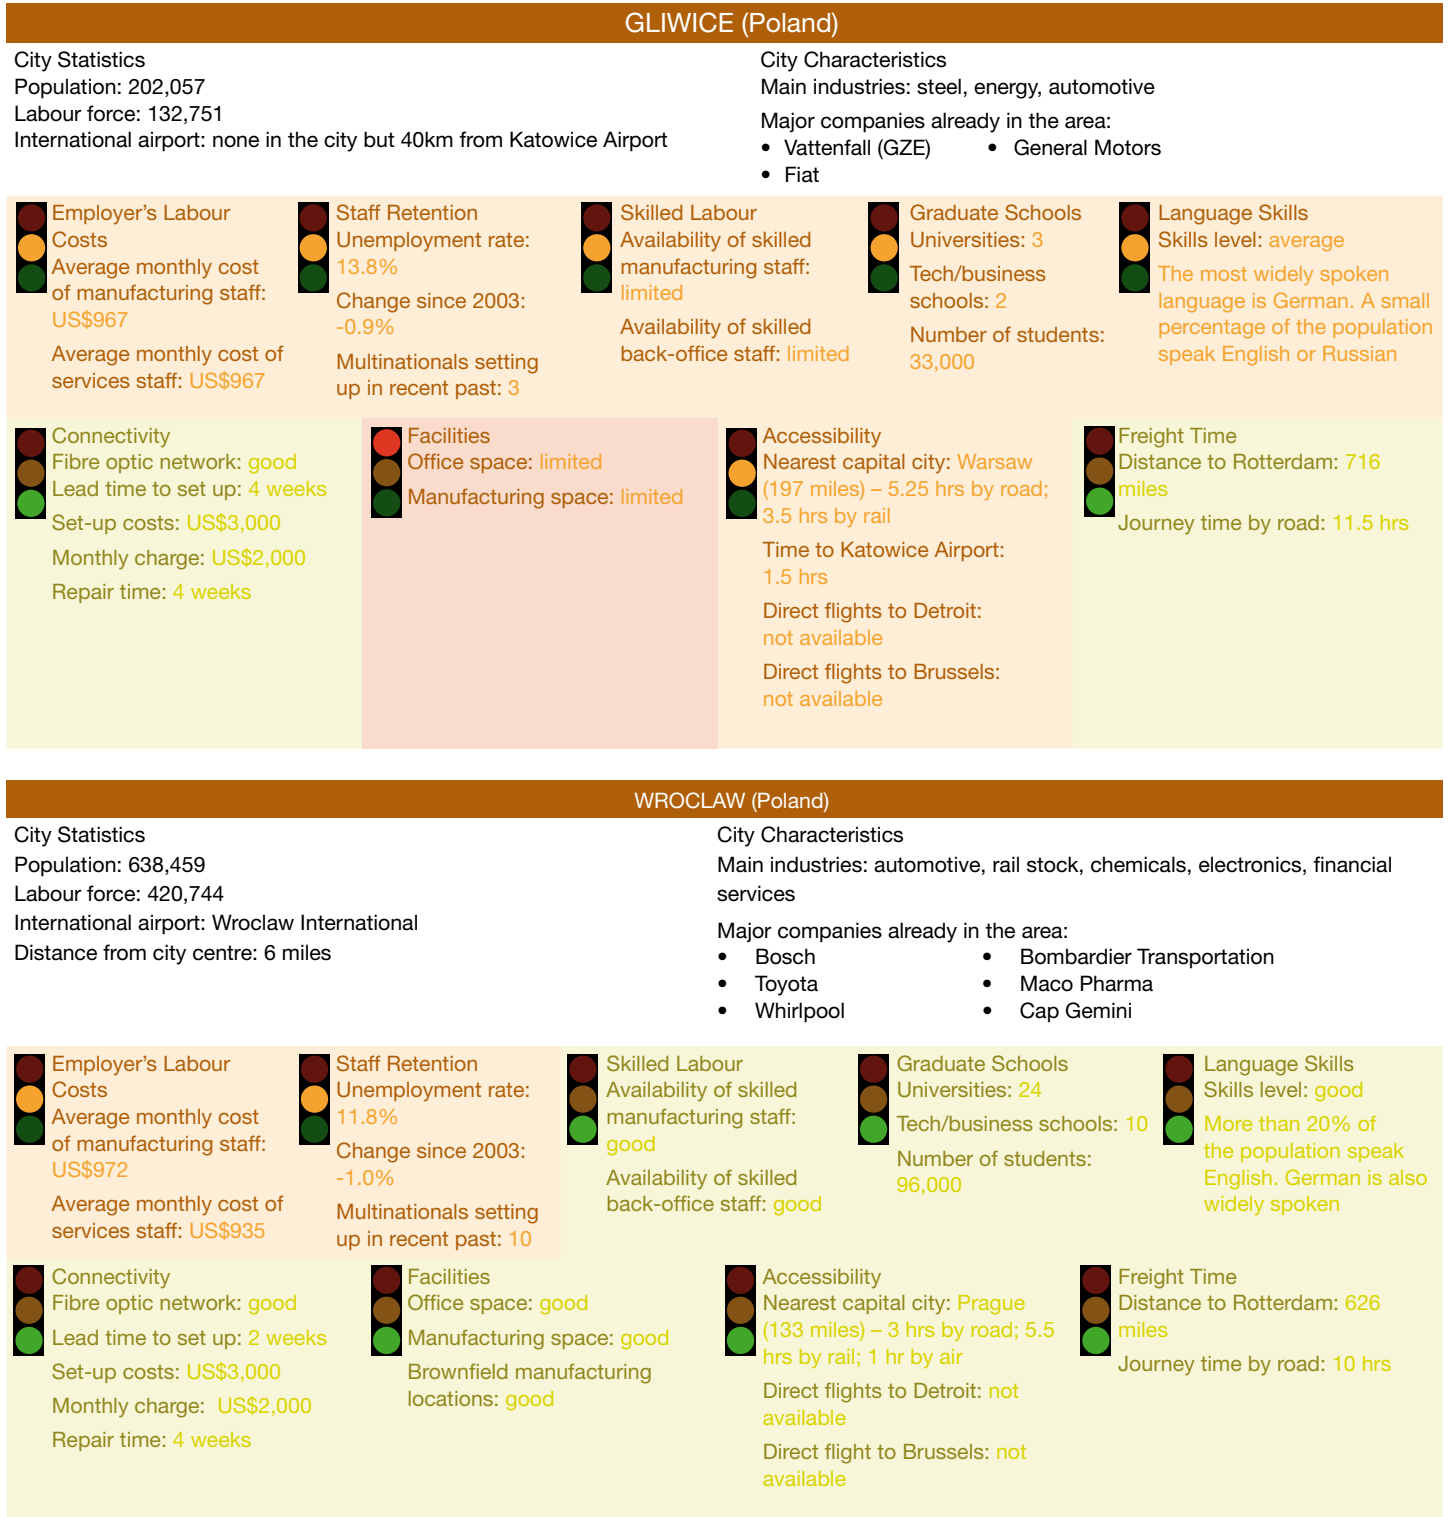 GLIWICE (Poland)
City Statistics
Population: 202,057
Labour force: 132,751
International airport: none in the city but 40km from Katowice Airport
City Characteristics
Main industries: steel, energy, automotive
Major companies already in the area:
• Vattenfall (GZE)
• General Motors
• Fiat
Employer's Labour
Costs
Average monthly cost
of manufacturing staff:
US$967
Average monthly cost of
services staff: US$967
Staff Retention
Unemployment rate:
13.8%
Change since 2003:
-0.9%
Multinationals setting
up in recent past: 3
Skilled Labour
Availability of skilled
manufacturing staff:
limited
Availability of skilled
back-office staff: limited
Graduate Schools
Universities: 3
Tech/business
schools: 2
Number of students:
33,000
Language Skills
Skills level: average
The most widely spoken
language is German. A small
percentage of the population
speak English or Russian
Connectivity
Fibre optic network: good
Lead time to set up: 4 weeks
Set-up costs: US$3,000
Monthly charge: US$2,000
Repair time: 4 weeks
Facilities
Office space: limited
Manufacturing space: limited
Accessibility
Nearest capital city: Warsaw
(197 miles) – 5.25 hrs by road;
3.5 hrs by rail
Time to Katowice Airport:
1.5 hrs
Direct flights to Detroit:
not available
Direct flights to Brussels:
not available
Freight Time
Distance to Rotterdam: 716
miles
Journey time by road: 11.5 hrs
WROCLAW (Poland)
City Statistics
Population: 638,459
Labour force: 420,744
International airport: Wroclaw International
Distance from city centre: 6 miles
City Characteristics
Main industries: automotive, rail stock, chemicals, electronics, financial
services
Major companies already in the area:
• Bosch
• Toyota
• Whirlpool
• Bombardier Transportation
• Maco Pharma
• Cap Gemini
Employer's Labour
Costs
Average monthly cost
of manufacturing staff:
US$972
Average monthly cost of
services staff: US$935
Staff Retention
Unemployment rate:
11.8%
Change since 2003:
-1.0%
Multinationals setting
up in recent past: 10
Skilled Labour
Availability of skilled
manufacturing staff:
good
Availability of skilled
back-office staff: good
Graduate Schools
Universities: 24
Tech/business schools: 10
Number of students:
96,000
Language Skills
Skills level: good
More than 20% of
the population speak
English. German is also
widely spoken
Connectivity
Fibre optic network: good
Lead time to set up: 2 weeks
Set-up costs: US$3,000
Monthly charge: US$2,000
Repair time: 4 weeks
Facilities
Office space: good
Manufacturing space: good
Brownfield manufacturing
locations: good
Accessibility
Nearest capital city: Prague
(133 miles) – 3 hrs by road; 5.5
hrs by rail; 1 hr by air
Direct flights to Detroit: not
available
Direct flight to Brussels: not
available
Freight Time
Distance to Rotterdam: 626
miles
Journey time by road: 10 hrs